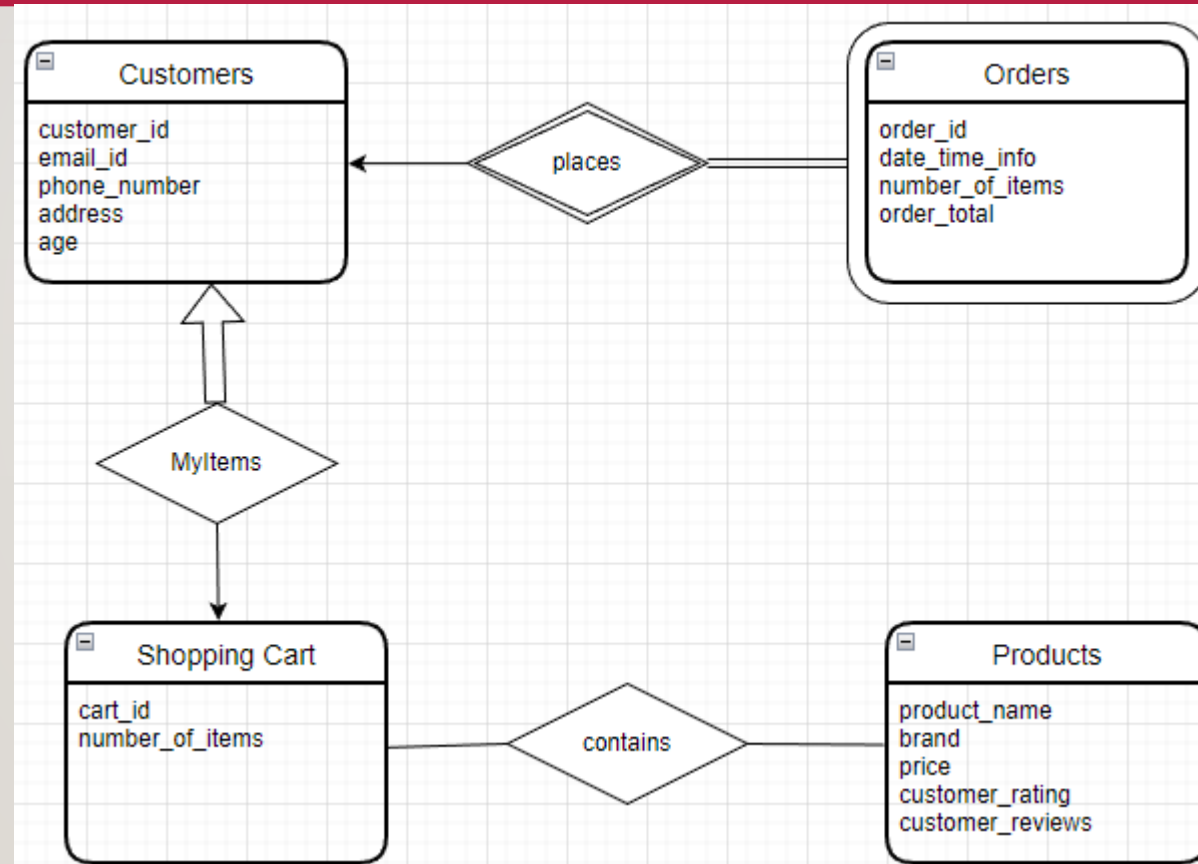 Customers
customer_id
email_id
phone_number
address
age
places
Orders
order_id
date_time_info
number_of_items
order_total
MyItems
Shopping Cart
cart_id
number_of_items
contains
Products
product_name
brand
price
customer_rating
customer_reviews